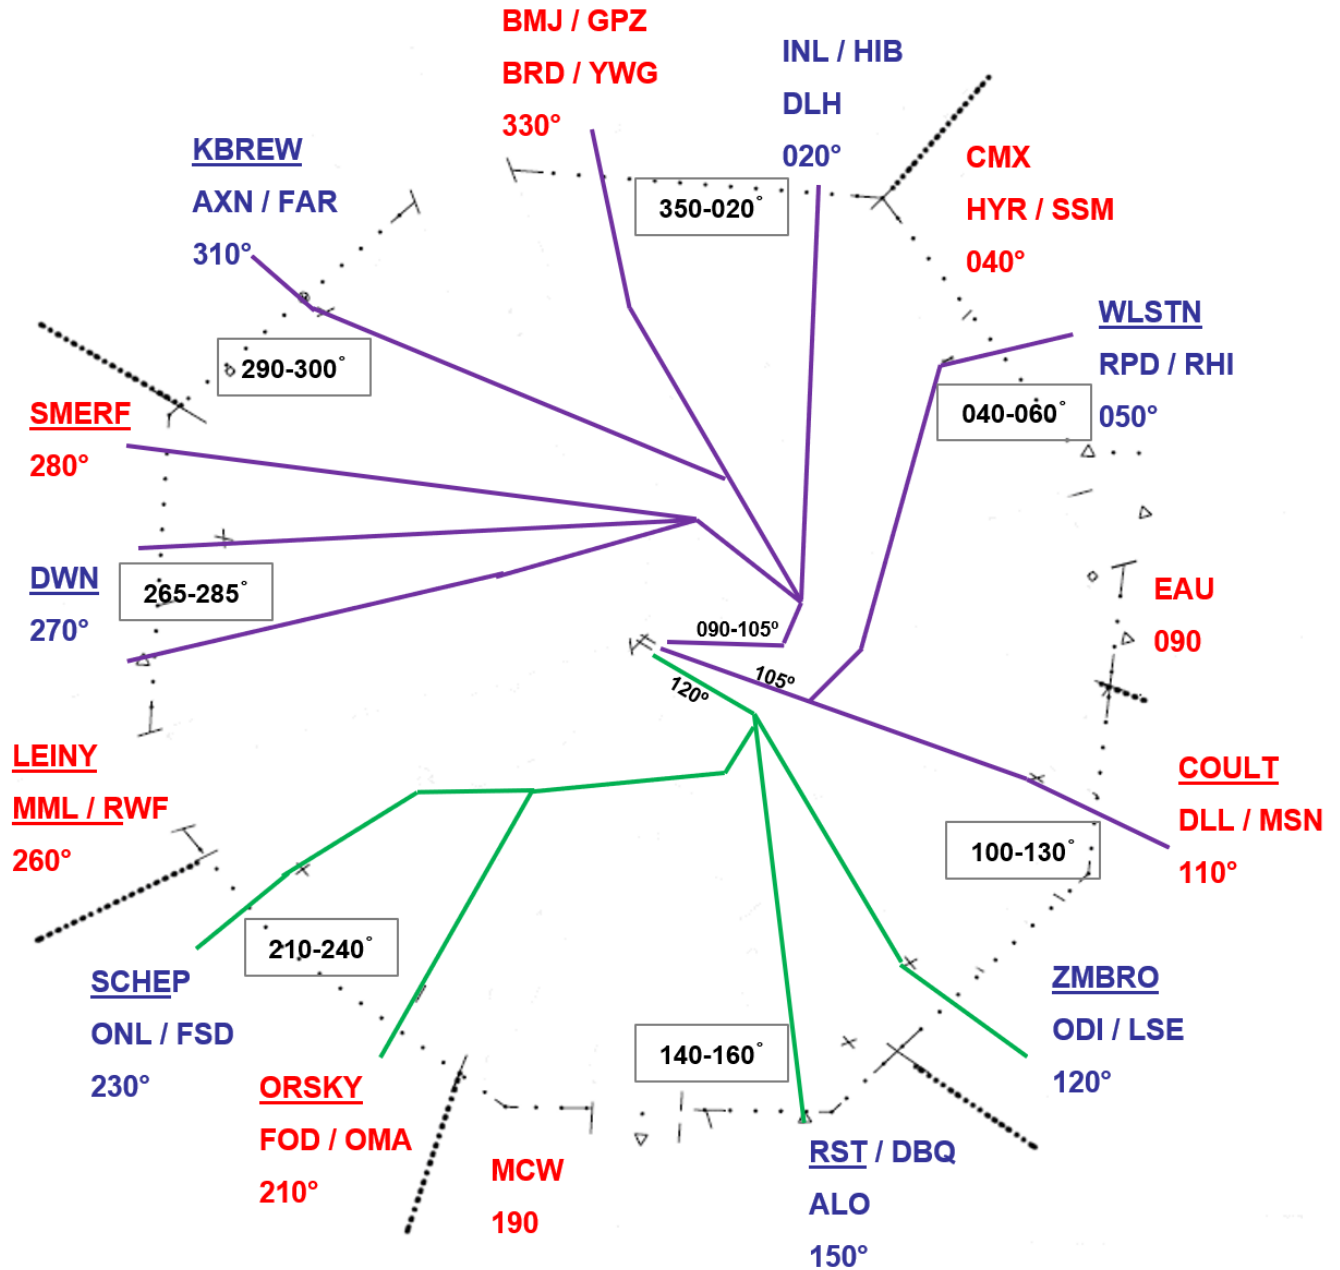 BMJ / GPZ
BRD / YWG
330°
INL / HIB
DLH
020°
KBREW
AXN / FAR
310°
CMX
HYR / SSM
040°
350-020°
WLSTN
RPD / RHI
050°
290-300°
040-060°
SMERF
280°
DWN
270°
265-285°
EAU
090
090-105º
105º
120º
LEINY
MML / RWF
260°
COULT
DLL / MSN
110°
100-130°
210-240°
SCHEP
ONL / FSD
230°
ZMBRO
ODI / LSE
120°
140-160°
ORSKY
FOD / OMA
210°
MCW
190
RST / DBQ
ALO
150°